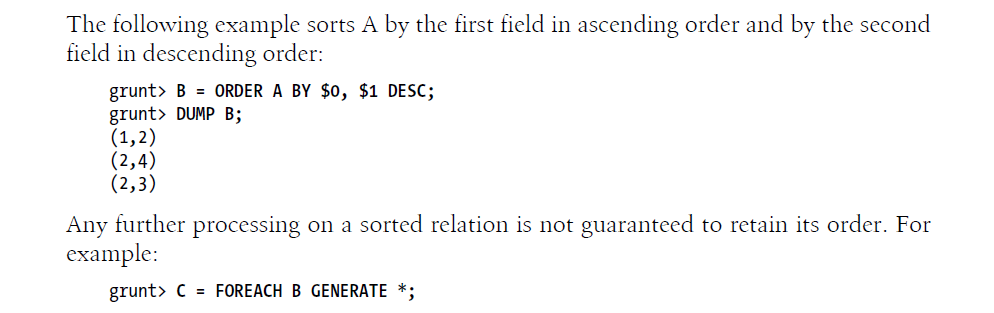 The following example sorts A by the first field in ascending order and by the second
field in descending order:
grunt> B = ORDER A BY $0, $1 DESC;
grunt> DUMP B;
(1,2)
(2,4)
(2,3)
Any further processing on a sorted relation is not guaranteed to retain its order. For
example:
grunt> C = FOREACH B GENERATE *;